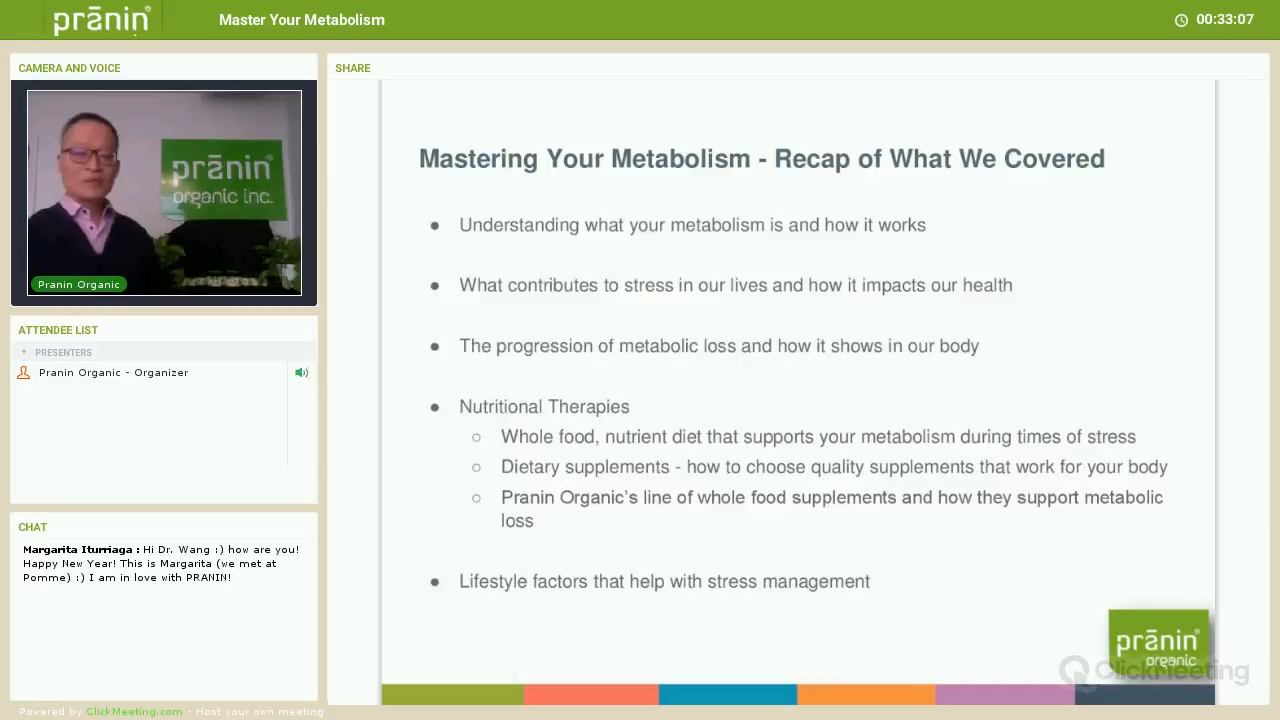 prānin®
Master Your Metabolism
00:33:07
CAMERA AND VOICE
prānin®
organic inc.
Pranin Organic
ATTENDEE LIST
PRESENTERS
Pranin Organic - Organizer
CHAT
Margarita Iturriaga : Hi Dr. Wang :) how are you!
Happy New Year! This is Margarita (we met at
Pomme) :) I am in love with PRANIN!
SHARE
Mastering Your Metabolism - Recap of What We Covered
● Understanding what your metabolism is and how it works
● What contributes to stress in our lives and how it impacts our health
● The progression of metabolic loss and how it shows in our body
● Nutritional Therapies
○ Whole food, nutrient diet that supports your metabolism during times of stress
○ Dietary supplements - how to choose quality supplements that work for your body
○ Pranin Organic's line of whole food supplements and how they support metabolic
loss
● Lifestyle factors that help with stress management
prānin®
organic
ClickMeeting
Powered by ClickMeeting.com - Host your own meeting